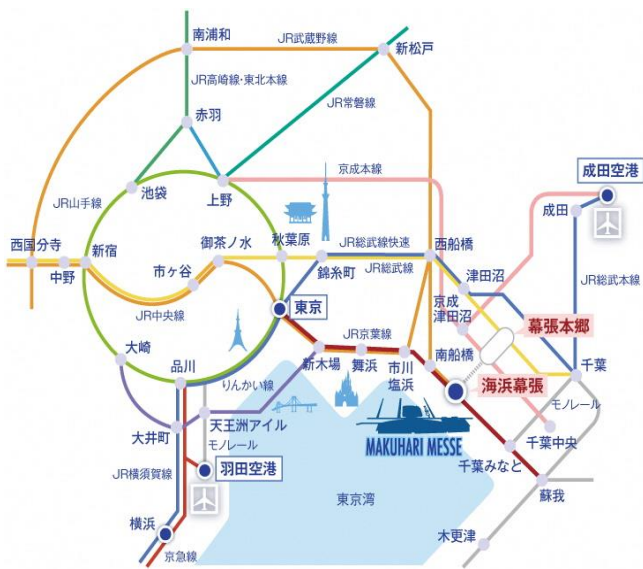 南浦和
JR武蔵野線
新松戸
JR高崎線・東北本線
JR常磐線
赤羽
京成本線
成田空港
池袋
上野
JR山手線
成田
秋葉原
御茶ノ水
JR総武線快速
西船橋
西国分寺
新宿
中野
市ヶ谷
錦糸町
JR総武線
津田沼
JR総武本線
JR中央線
東京
京成
津田沼
幕張本郷
JR京葉線
大崎
品川
りんかい線
新木場
舞浜
市川
塩浜
南船橋
海浜幕張
千葉
モノレール
大井町
天王洲アイル
モノレール
MAKUHARI MESSE
千葉中央
千葉みなと
JR横須賀線
羽田空港
東京湾
蘇我
横浜
京急線
木更津